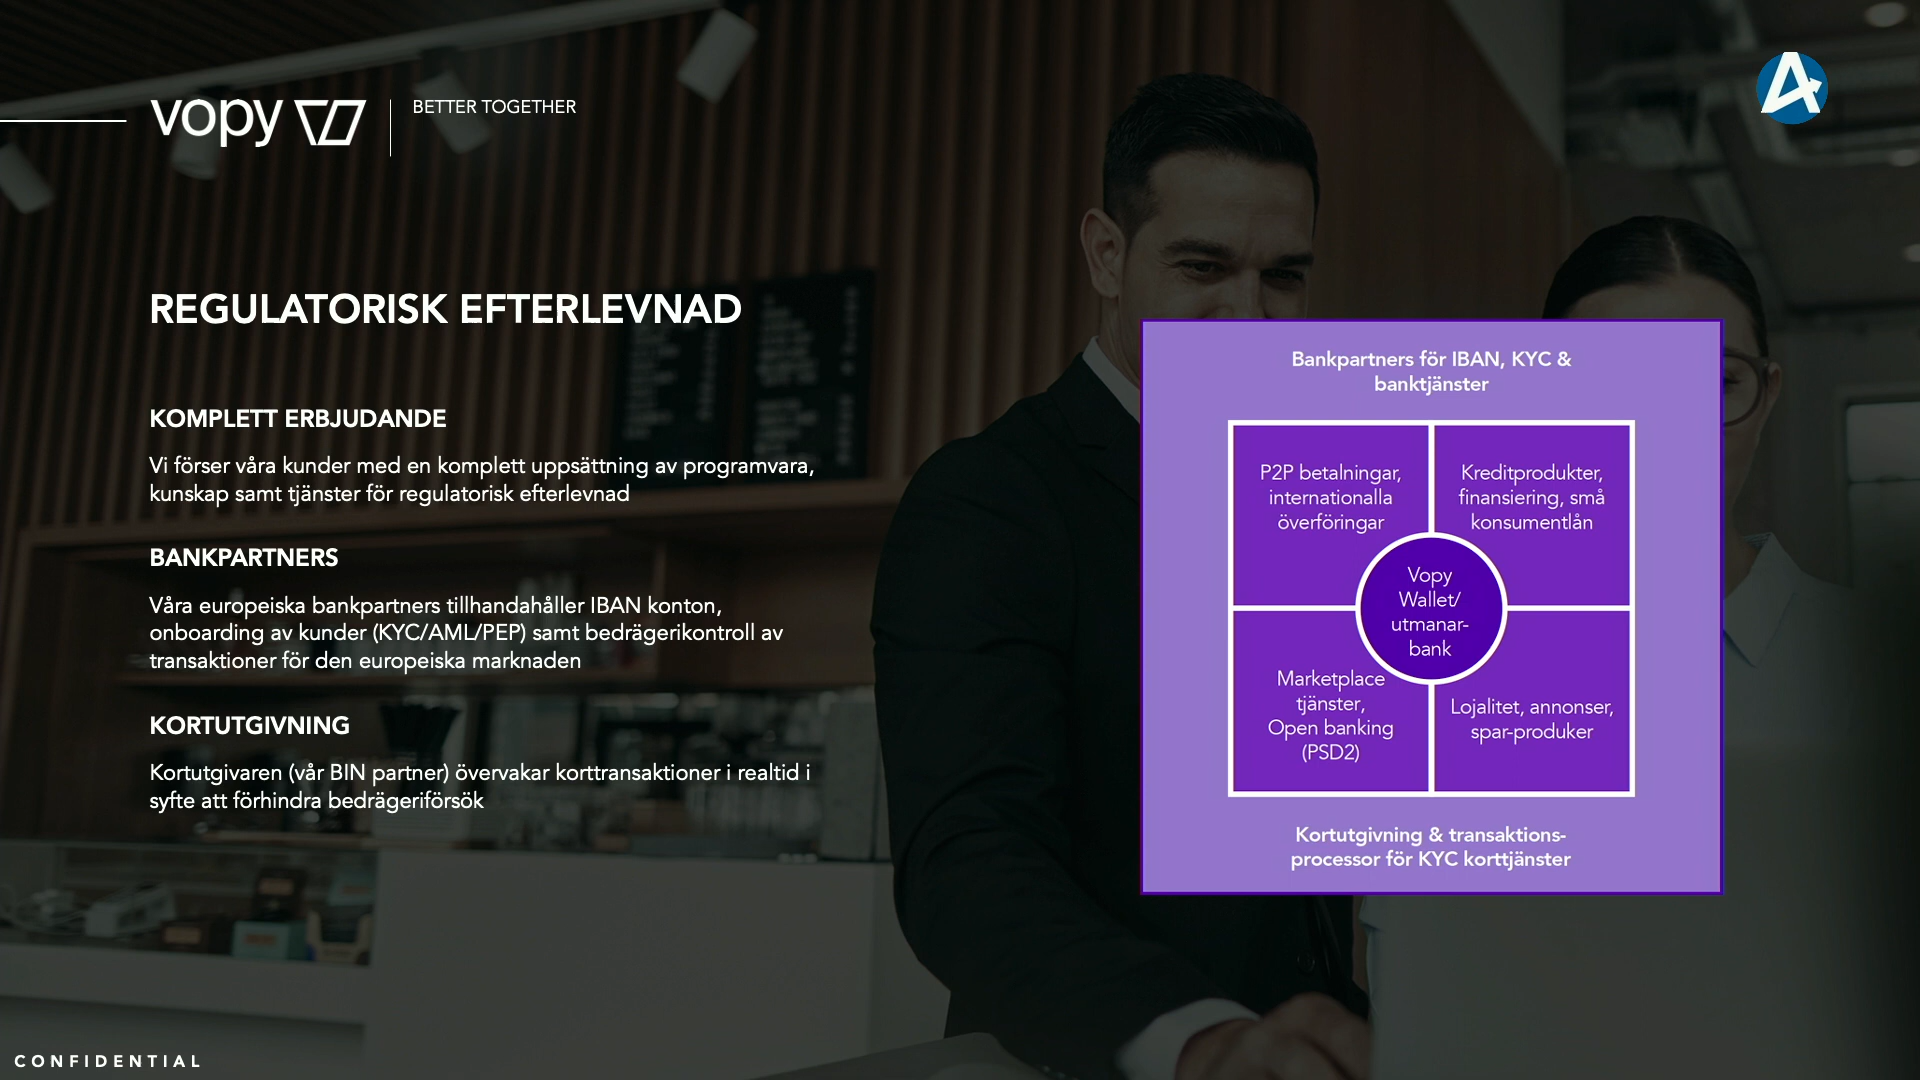 vopy
BETTER TOGETHER
REGULATORISK EFTERLEVNAD
KOMPLETT ERBJUDANDE
Vi förser våra kunder med en komplett uppsättning av programvara,
kunskap samt tjänster för regulatorisk efterlevnad
BANKPARTNERS
Våra europeiska bankpartners tillhandahåller IBAN konton,
onboarding av kunder (KYC/AML/PEP) samt bedrägerikontroll av
transaktioner för den europeiska marknaden
KORTUTGIVNING
Kortutgivaren (vår BIN partner) övervakar korttransaktioner i realtid i
syfte att förhindra bedrägeriförsök
Bankpartners för IBAN, KYC &
banktjänster
P2P betalningar,
internationalla
överföringar
Kreditprodukter,
finansiering, små
konsumentlån
Vopy
Wallet/
utmanar-
bank
Marketplace
tjänster,
Open banking
(PSD2)
Lojalitet, annonser,
spar-produker
Kortutgivning & transaktions-
processor för KYC korttjänster
CONFIDENTIAL